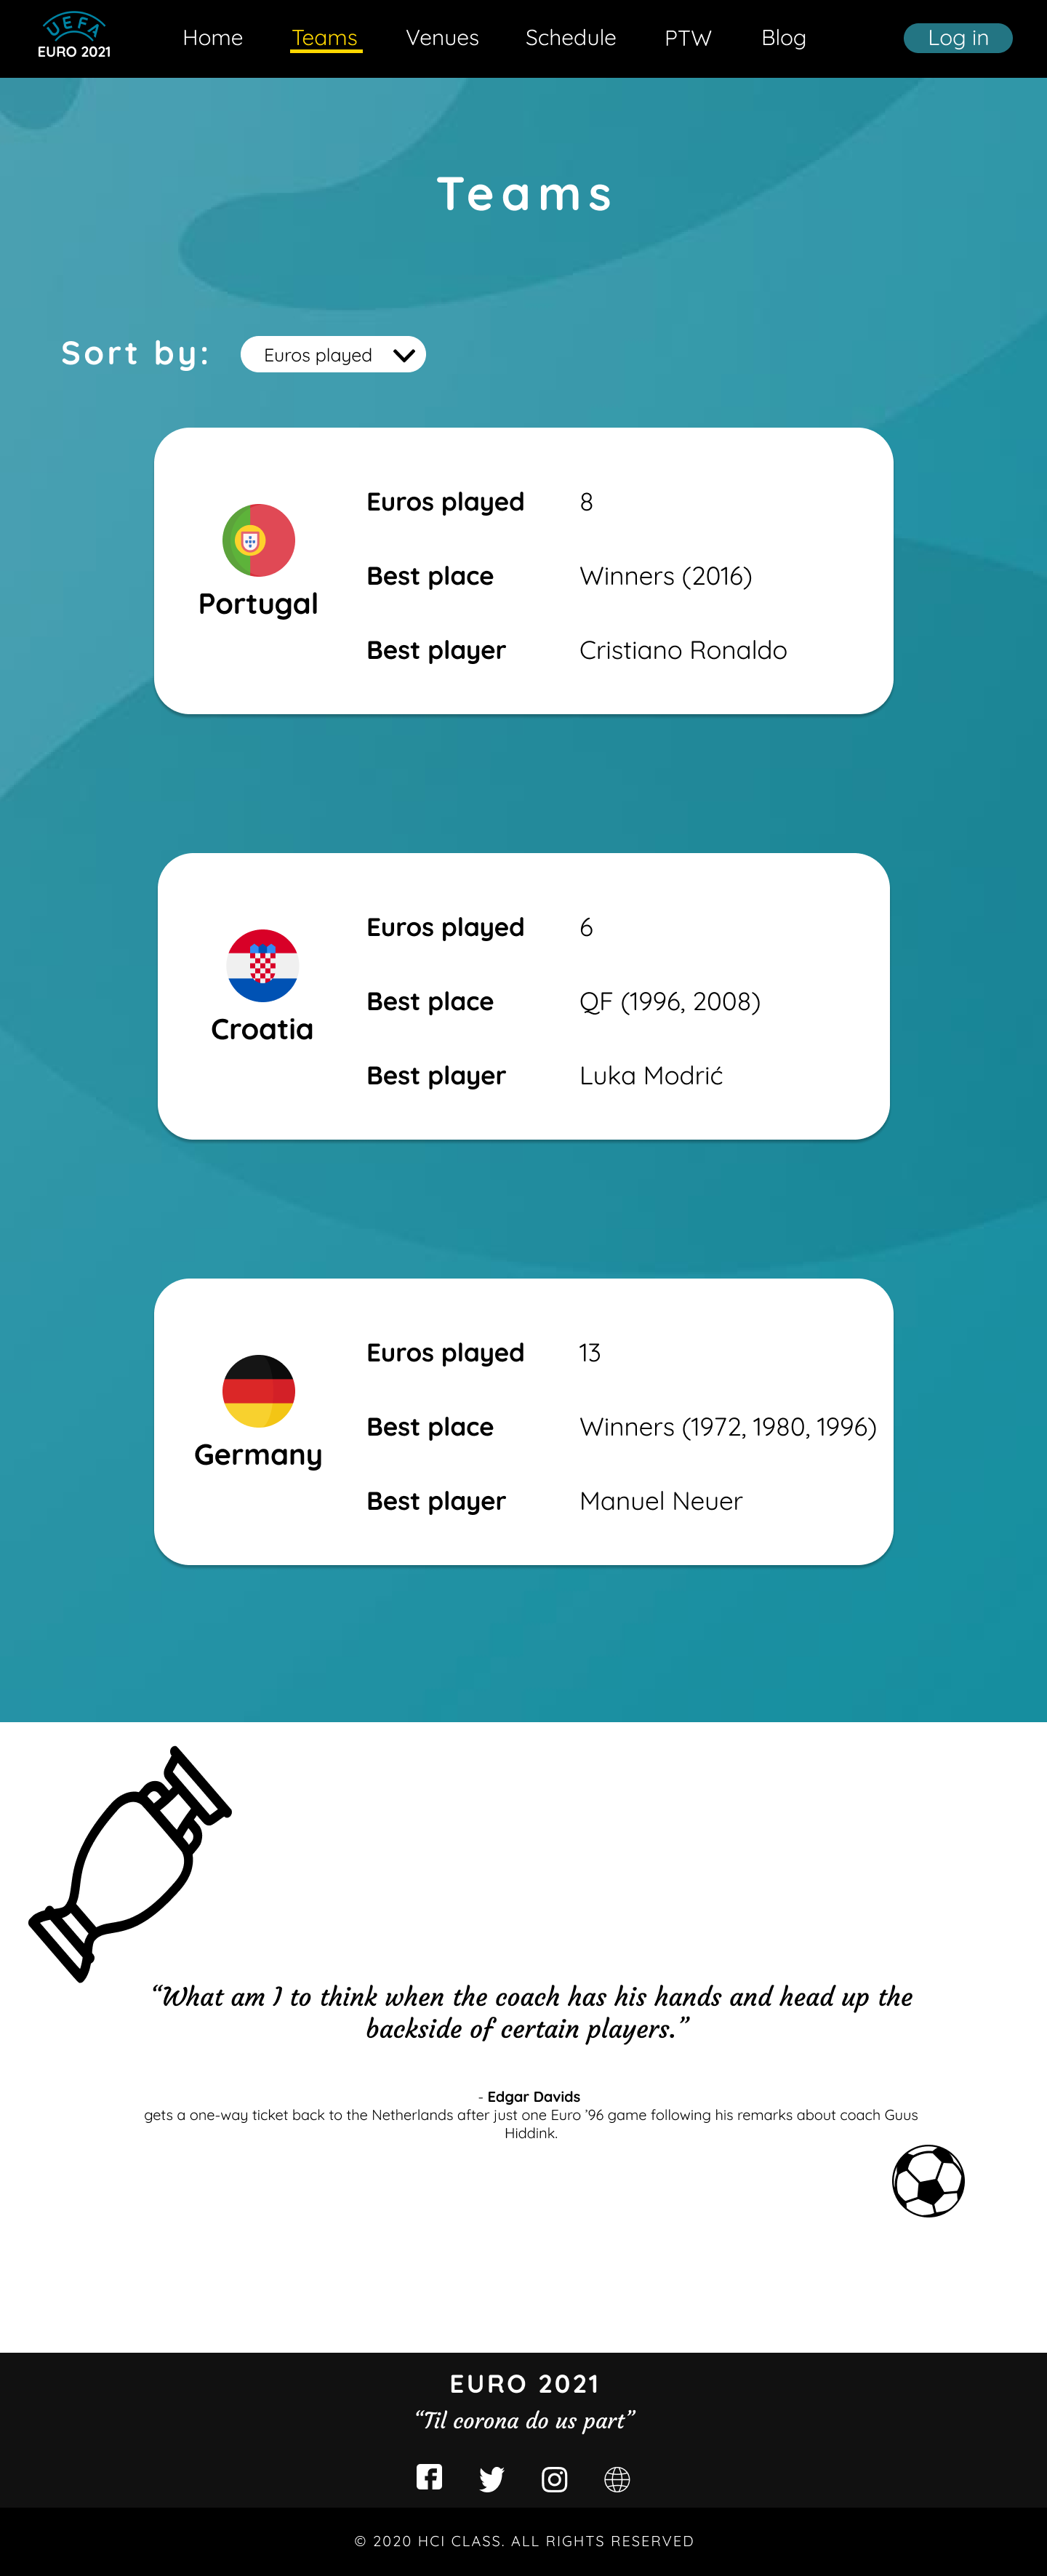 UEFA
EURO 2021
Home Teams Venues Schedule PTW Blog Log in
Teams
Sort by: Euros played
Euros played 8
Best place Winners (2016)
Portugal
Best player Cristiano Ronaldo
Euros played 6
Best place QF (1996, 2008)
Croatia
Best player Luka Modrić
Euros played 13
Best place Winners (1972, 1980, 1996)
Germany
Best player Manuel Neuer
“What am I to think when the coach has his hands and head up the
backside of certain players.”
- Edgar Davids
gets a one-way ticket back to the Netherlands after just one Euro ’96 game following his remarks about coach Guus
Hiddink.
EURO 2021
“Til corona do us part”
© 2020 HCI CLASS. ALL RIGHTS RESERVED